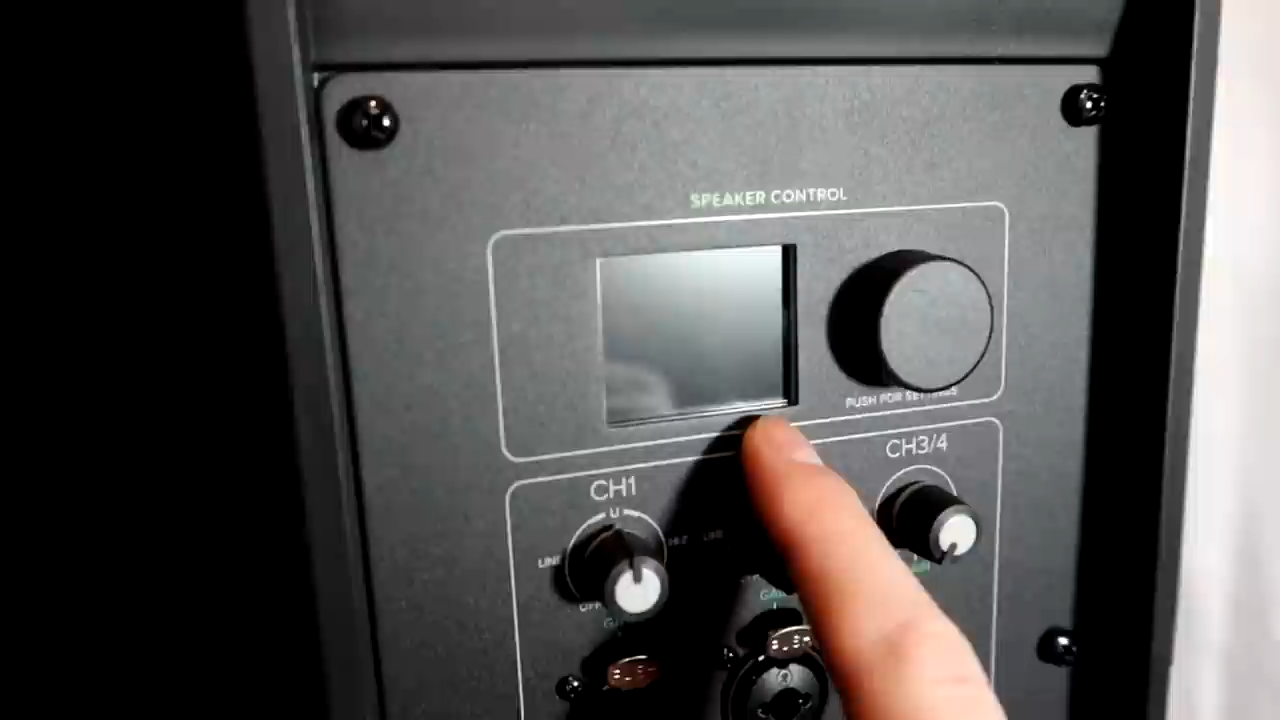 SPEAKER CONTROL
PUSH FOR SETTINGS
CH1
CH3/4
U
LINE
OFF